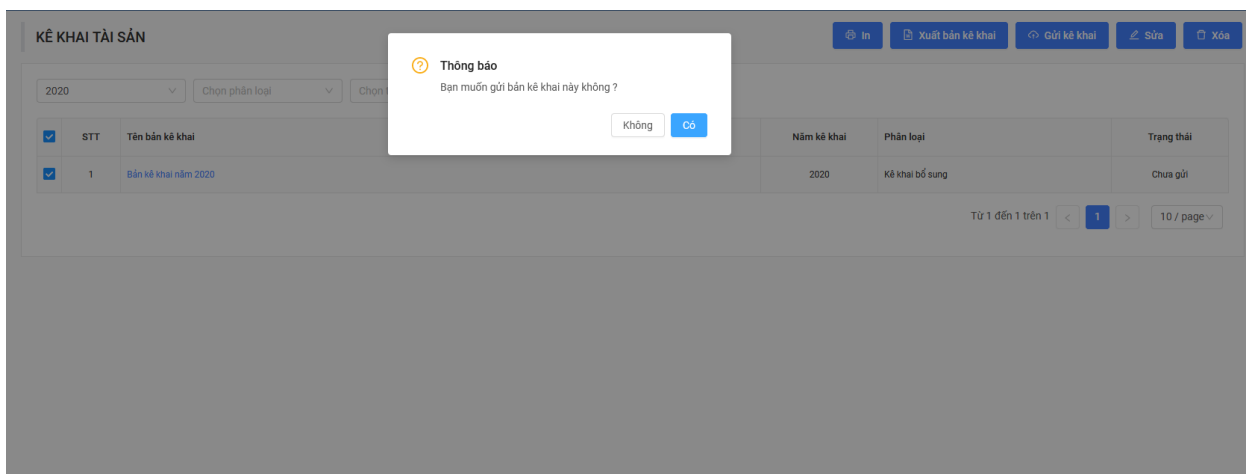 KÊ KHAI TÀI SẢN
In
Xuất bản kê khai
Gửi kê khai
Sửa
Xóa
Thông báo
Bạn muốn gửi bản kê khai này không ?
Không
Có
2020
Chọn phân loại
Chọn
STT
Tên bản kê khai
Năm kê khai
Phân loại
Trạng thái
1
Bản kê khai năm 2020
2020
Kê khai bổ sung
Chưa gửi
Từ 1 đến 1 trên 1
1
10 / page